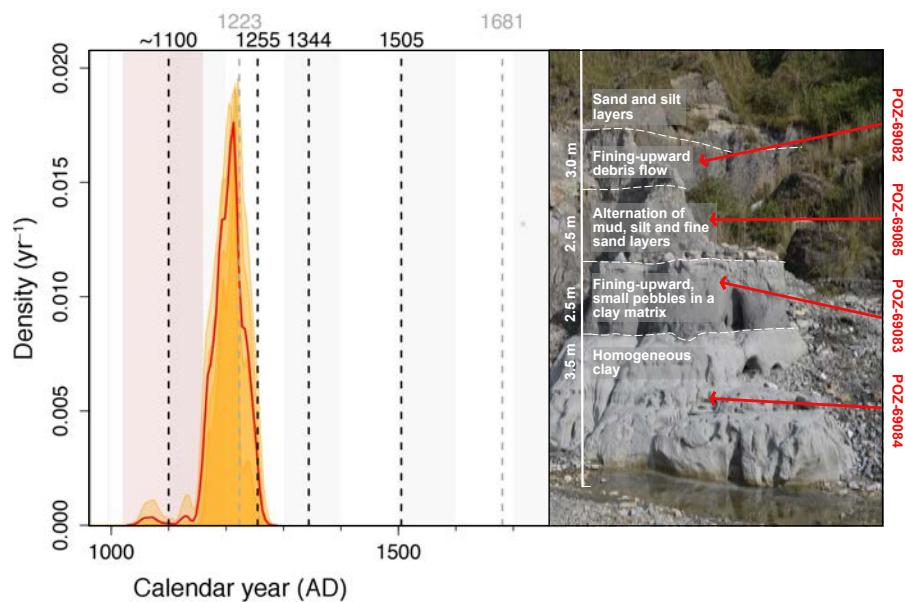 1223
1681
~1100
1255
1344
1505
0.020
0.015
0.010
0.005
0.000
Density (yr⁻¹)
1000
1500
Calendar year (AD)
Sand and silt
layers
3.0 m
Fining-upward
debris flow
2.5 m
Alternation of
mud, silt and fine
sand layers
2.5 m
Fining-upward,
small pebbles in a
clay matrix
3.5 m
Homogeneous
clay
POZ-69082
POZ-69085
POZ-69083
POZ-69084